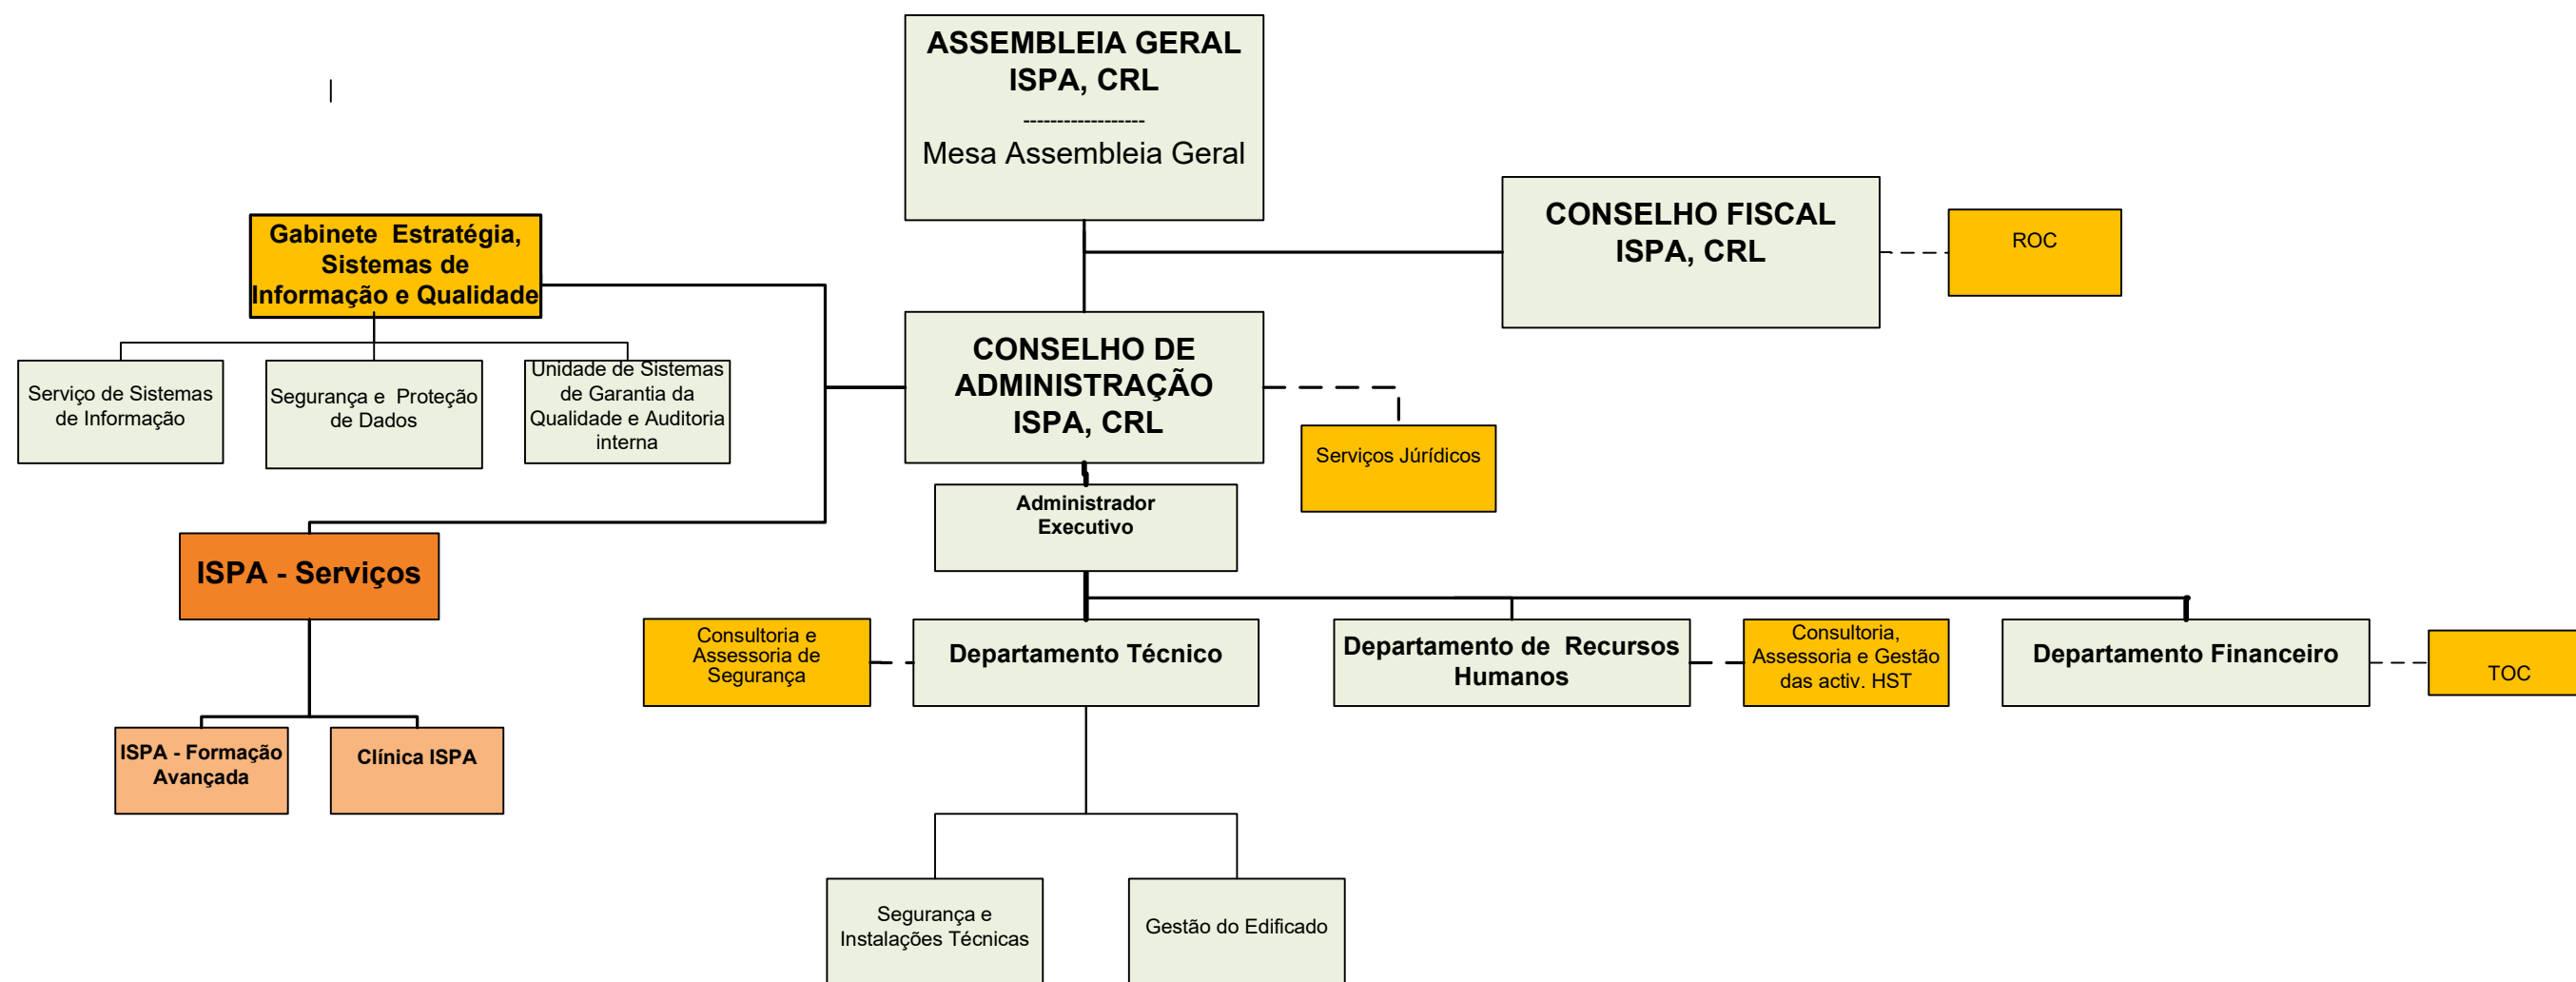 ASSEMBLEIA GERAL
ISPA, CRL
------------------
Mesa Assembleia Geral
CONSELHO FISCAL
ISPA, CRL
ROC
Gabinete  Estratégia,
Sistemas de
Informação e Qualidade
Serviço de Sistemas
de Informação
Segurança e  Proteção
de Dados
Unidade de Sistemas
de Garantia da
Qualidade e Auditoria
interna
CONSELHO DE
ADMINISTRAÇÃO
ISPA, CRL
Serviços Júrídicos
Administrador
Executivo
ISPA - Serviços
Consultoria e
Assessoria de
Segurança
Departamento Técnico
Departamento de  Recursos
Humanos
Consultoria,
Assessoria e Gestão
das activ. HST
Departamento Financeiro
TOC
ISPA - Formação
Avançada
Clínica ISPA
Segurança e
Instalações Técnicas
Gestão do Edificado